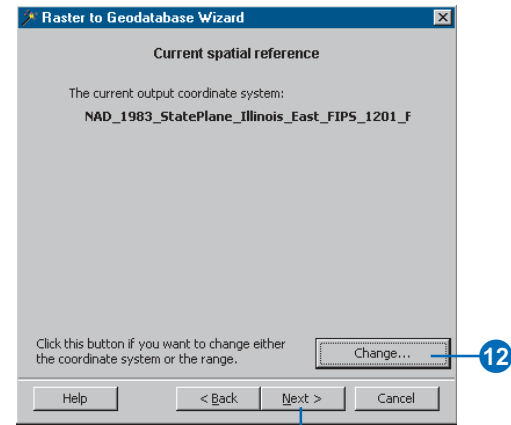 Raster to Geodatabase Wizard
Current spatial reference
The current output coordinate system:
NAD_1983_StatePlane_Illinois_East_FIPS_1201_F
Click this button if you want to change either
the coordinate system or the range.
Change...
12
Help
< Back
Next >
Cancel